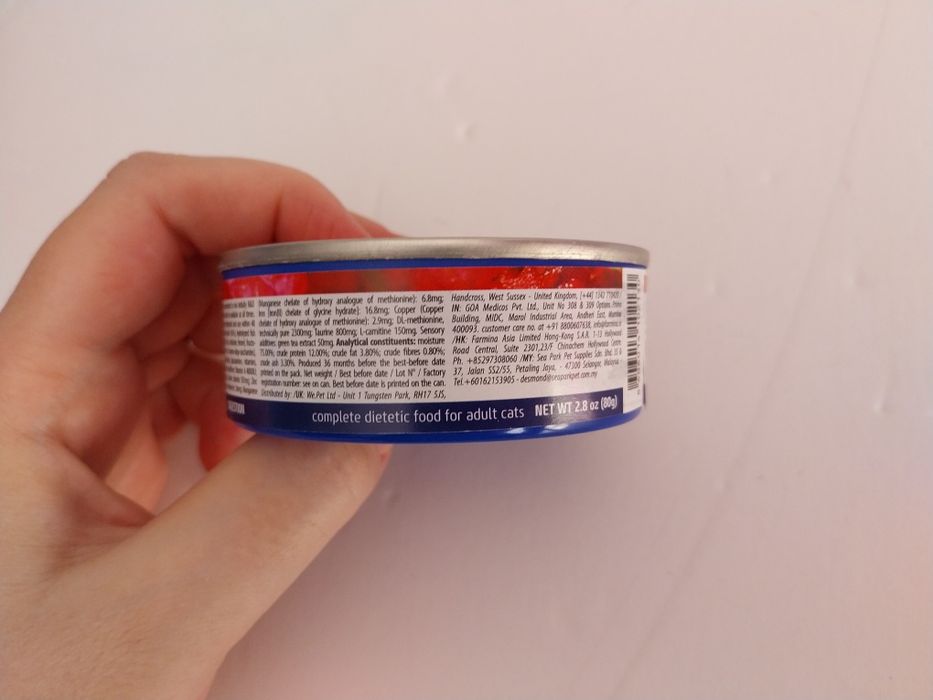 Manganese chelate of hydroxy analogue of methionine): 6.8mg;
Iron (Iron(II) chelate of glycine hydrate): 16.8mg; Copper (Copper
chelate of hydroxy analogue of methionine): 2.9mg; DL-methionine,
technically pure 2300mg; Taurine 800mg; L-carnitine 150mg. Sensory
additives: green tea extract 50mg. Analytical constituents: moisture
crude protein 12.00%; crude fat 3.80%; crude fibres 0.80%;
crude ash 3.30%. Produced 36 months before the best-before date
printed on the pack. Net weight / Best before date / Lot N° / Factory
registration number: see on can. Best before date is printed on the can.
Distributed by: /UK: We.Pet Ltd - Unit 1 Tungsten Park, RH17 5JS,
Handcross, West Sussex - United Kingdom, (+44) 1343
IN: GOA Medicos Pvt. Ltd., Unit No 308 & 309 Options Primo
Building, MIDC, Marol Industrial Area, Andheri East, Mumbai
400093. customer care no. at +91 8800607638,
/HK: Farmina Asia Limited Hong-Kong S.A.R. 1-13 Hollywood
Road Central, Suite 2301,23/F Chinachem Hollywood Centre,
Ph. +85297308060 /MY: Sea Park Pet Supplies Sdn. Bhd. 35 &
37, Jalan SS2/55, Petaling Jaya, - 47300 Selangor, Malaysia
Tel.+60162153905 - desmond@seaparkpet.com.my
complete dietetic food for adult cats NET WT 2.8 oz (80g)